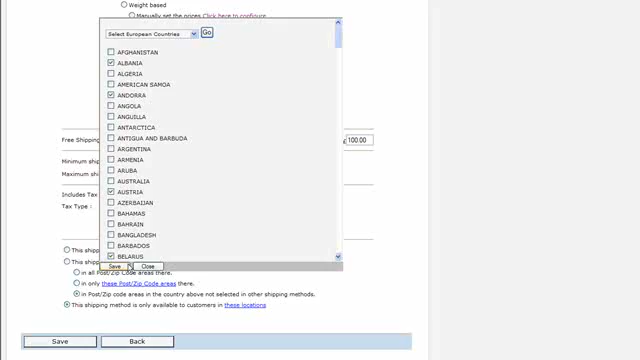 Weight based
Manually set the prices Click here to configure
Select European Countries
Go
AFGHANISTAN
ALBANIA
ALGERIA
AMERICAN SAMOA
ANDORRA
ANGOLA
ANGUILLA
ANTARCTICA
ANTIGUA AND BARBUDA
ARGENTINA
ARMENIA
ARUBA
AUSTRALIA
AUSTRIA
AZERBAIJAN
BAHAMAS
BAHRAIN
BANGLADESH
BARBADOS
BELARUS
Save Close
Free Shipping
100.00
Minimum ship
Maximum ship
Includes Tax
Tax Type :
This shipp
This shipp
in all Post/Zip Code areas there.
in only these Post/Zip Code areas there.
in Post/Zip code areas in the country above not selected in other shipping methods.
This shipping method is only available to customers in these locations
Save Back